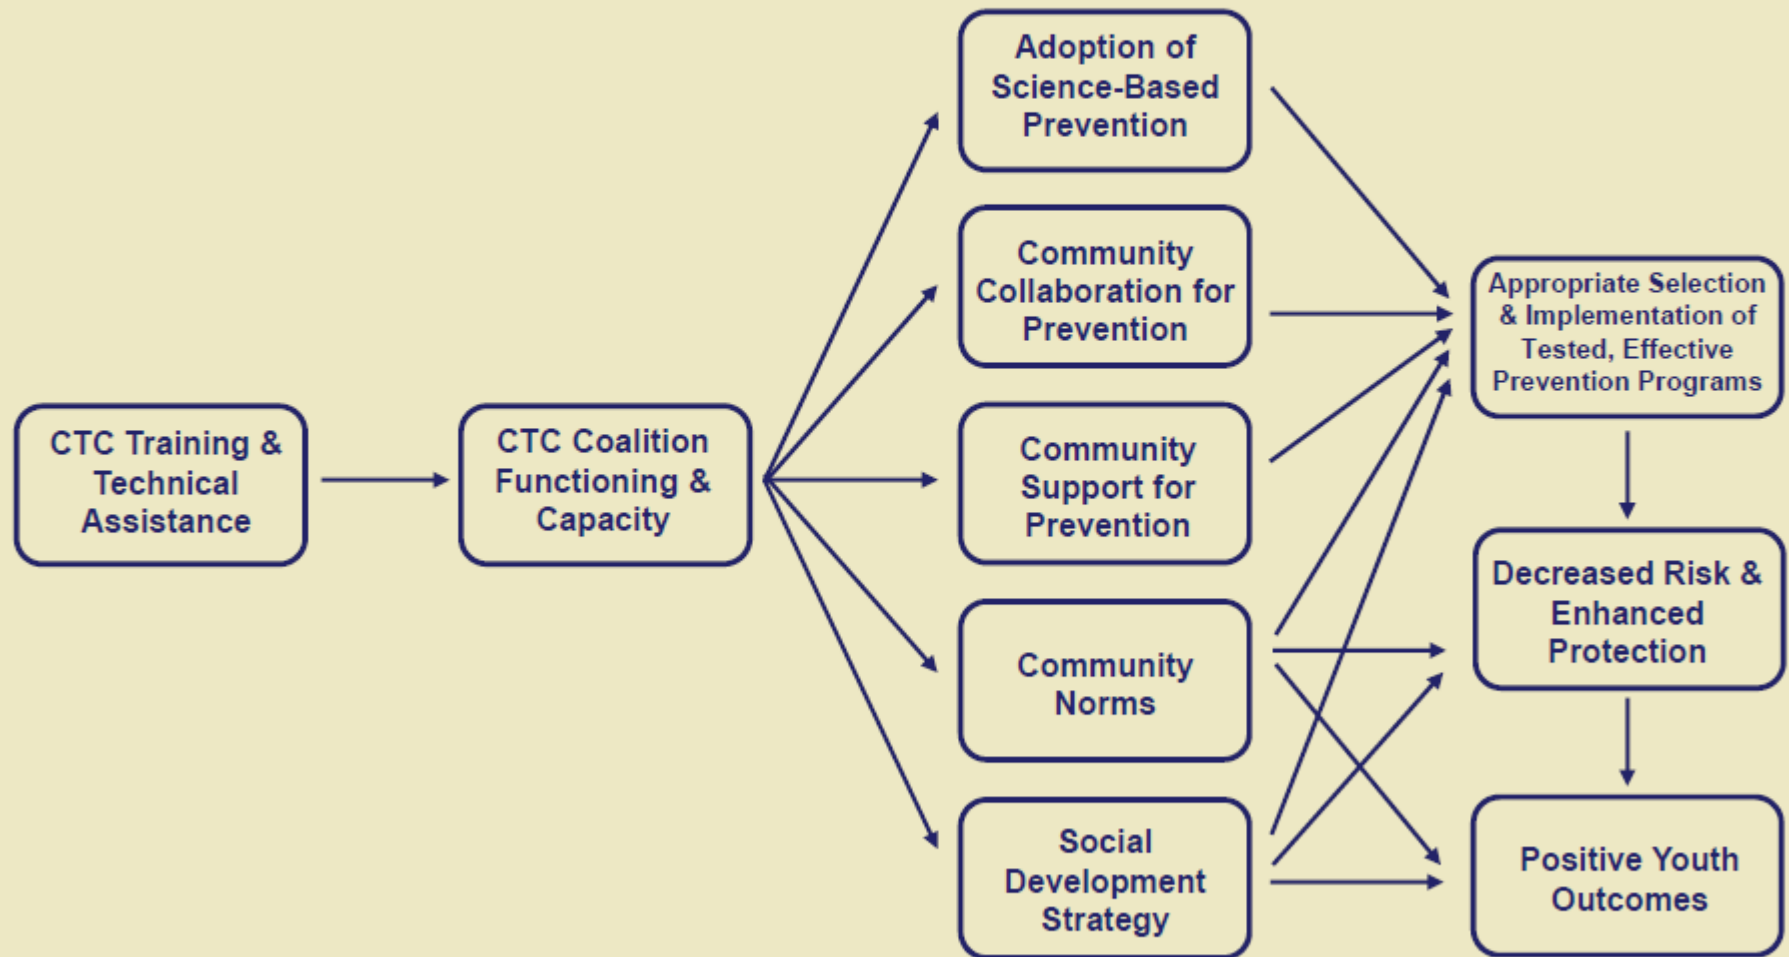 CTC Training &
Technical
Assistance
CTC Coalition
Functioning &
Capacity
Adoption of
Science-Based
Prevention
Community
Collaboration for
Prevention
Community
Support for
Prevention
Community
Norms
Social
Development
Strategy
Appropriate Selection
& Implementation of
Tested, Effective
Prevention Programs
Decreased Risk &
Enhanced
Protection
Positive Youth
Outcomes